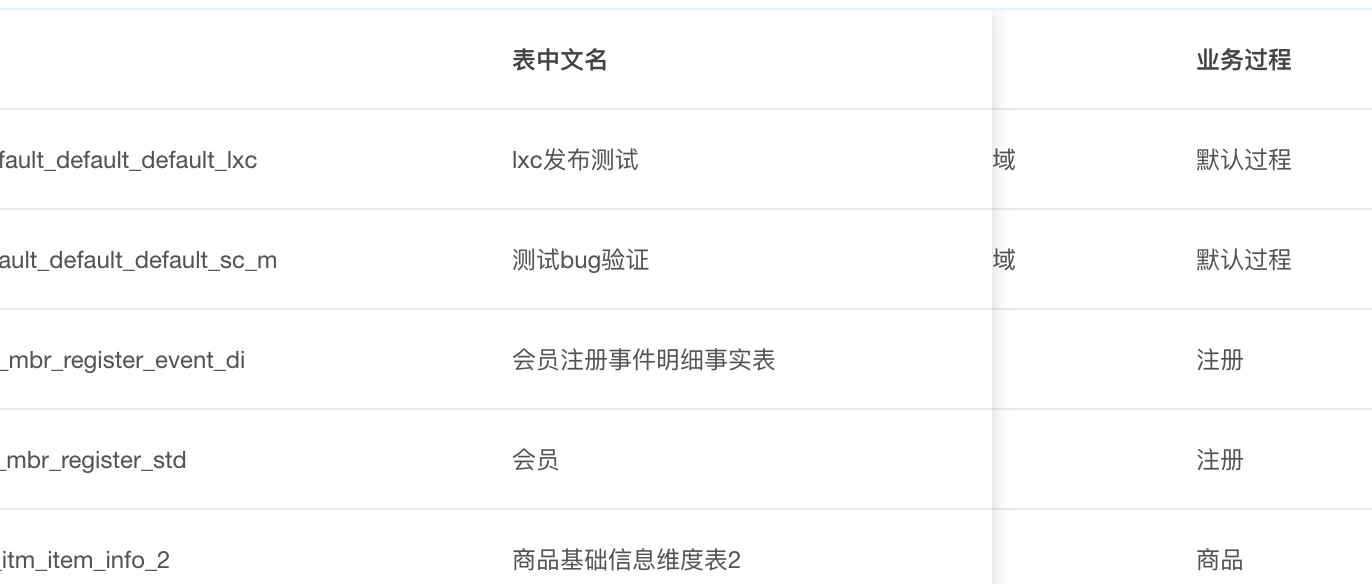 表中文名 业务过程
fault_default_default_lxc lxc发布测试 域 默认过程
ault_default_default_sc_m 测试bug验证 域 默认过程
_mbr_register_event_di 会员注册事件明细事实表 注册
_mbr_register_std 会员 注册
itm_item_info_2 商品基础信息维度表2 商品